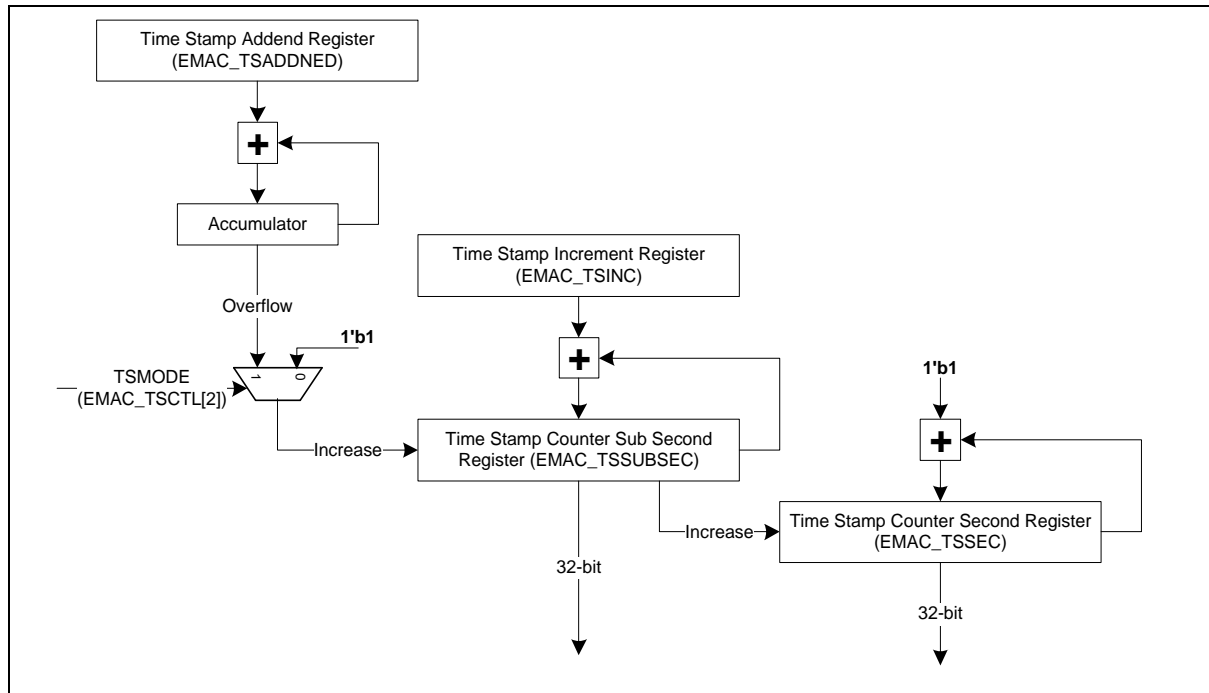 Time Stamp Addend Register
(EMAC_TSADDNED)
+
Accumulator
Overflow
1'b1
1
0
TSMODE
(EMAC_TSCTL[2])
Increase
Time Stamp Increment Register
(EMAC_TSINC)
+
Time Stamp Counter Sub Second
Register (EMAC_TSSUBSEC)
32-bit
Increase
1'b1
+
Time Stamp Counter Second Register
(EMAC_TSSEC)
32-bit